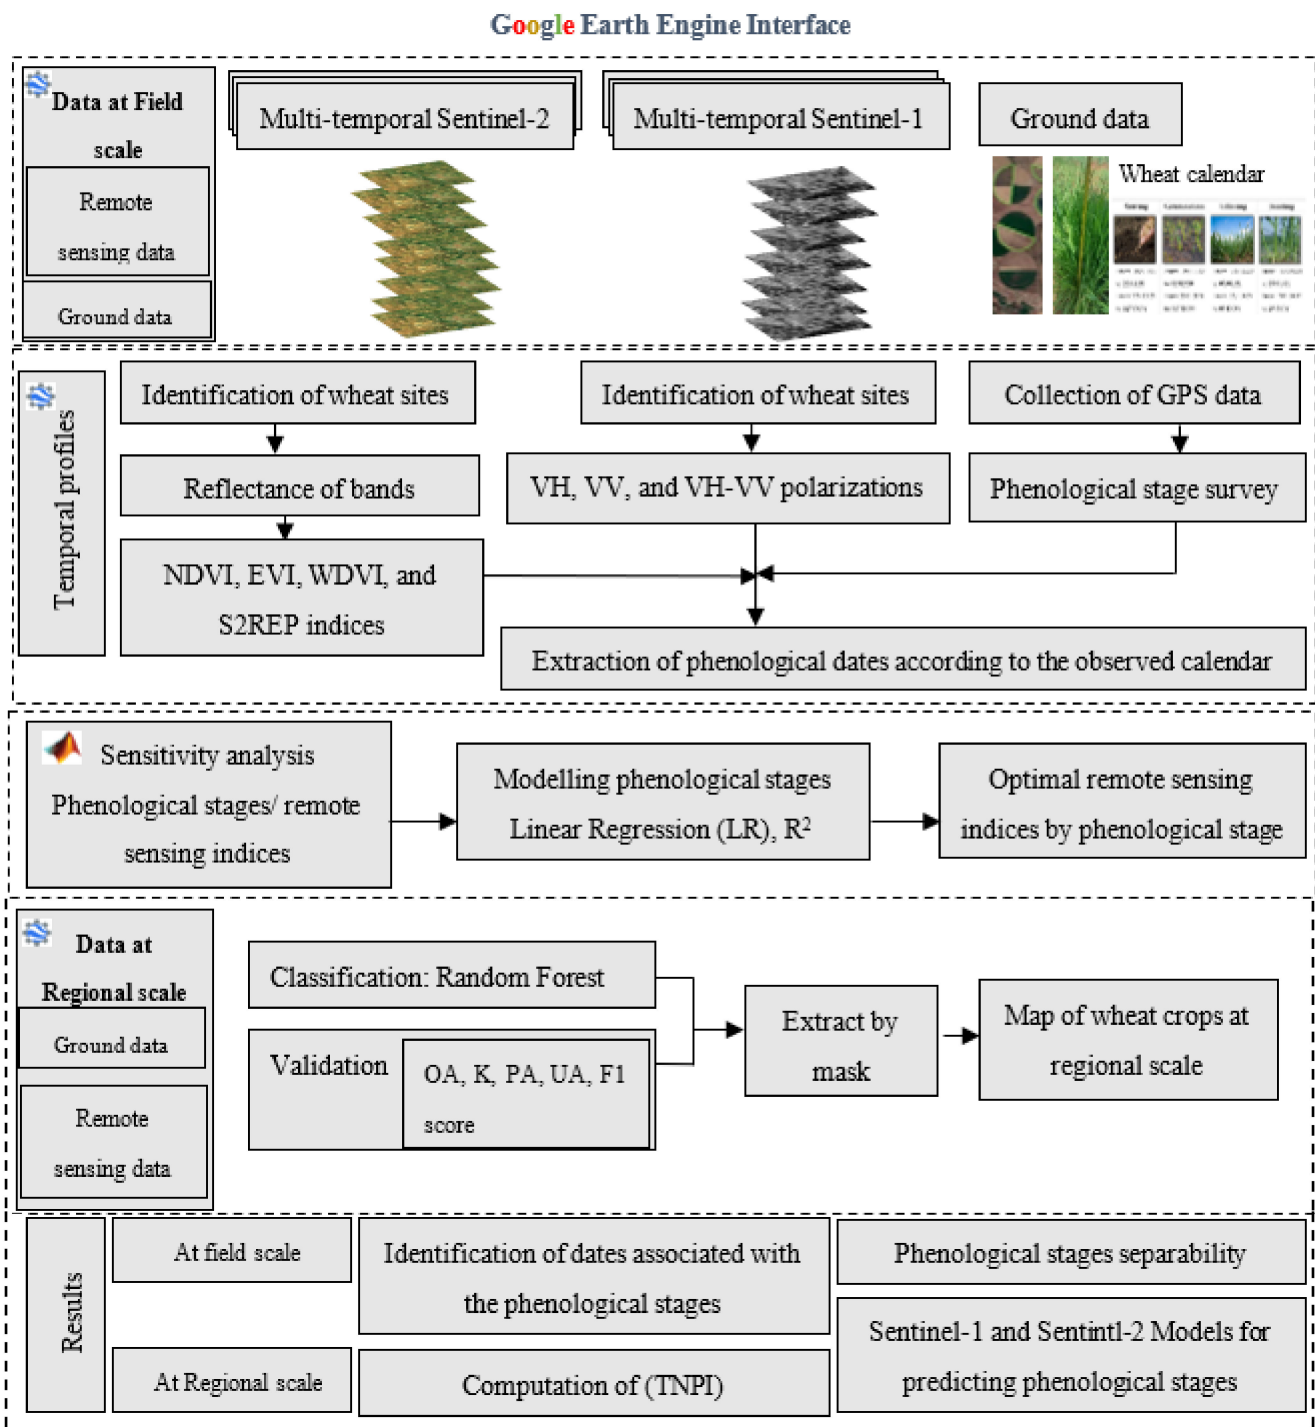 Google Earth Engine Interface
Data at Field
scale
Remote
sensing data
Ground data
Multi-temporal Sentinel-2
Multi-temporal Sentinel-1
Ground data
Wheat calendar
Temporal profiles
Identification of wheat sites
Reflectance of bands
NDVI, EVI, WDVI, and
S2REP indices
Identification of wheat sites
VH, VV, and VH-VV polarizations
Collection of GPS data
Phenological stage survey
Extraction of phenological dates according to the observed calendar
Sensitivity analysis
Phenological stages/ remote
sensing indices
Modelling phenological stages
Linear Regression (LR), R²
Optimal remote sensing
indices by phenological stage
Data at
Regional scale
Ground data
Remote
sensing data
Classification: Random Forest
Validation
OA, K, PA, UA, F1
score
Extract by
mask
Map of wheat crops at
regional scale
Results
At field scale
At Regional scale
Identification of dates associated with
the phenological stages
Computation of (TNPI)
Phenological stages separability
Sentinel-1 and Sentintl-2 Models for
predicting phenological stages